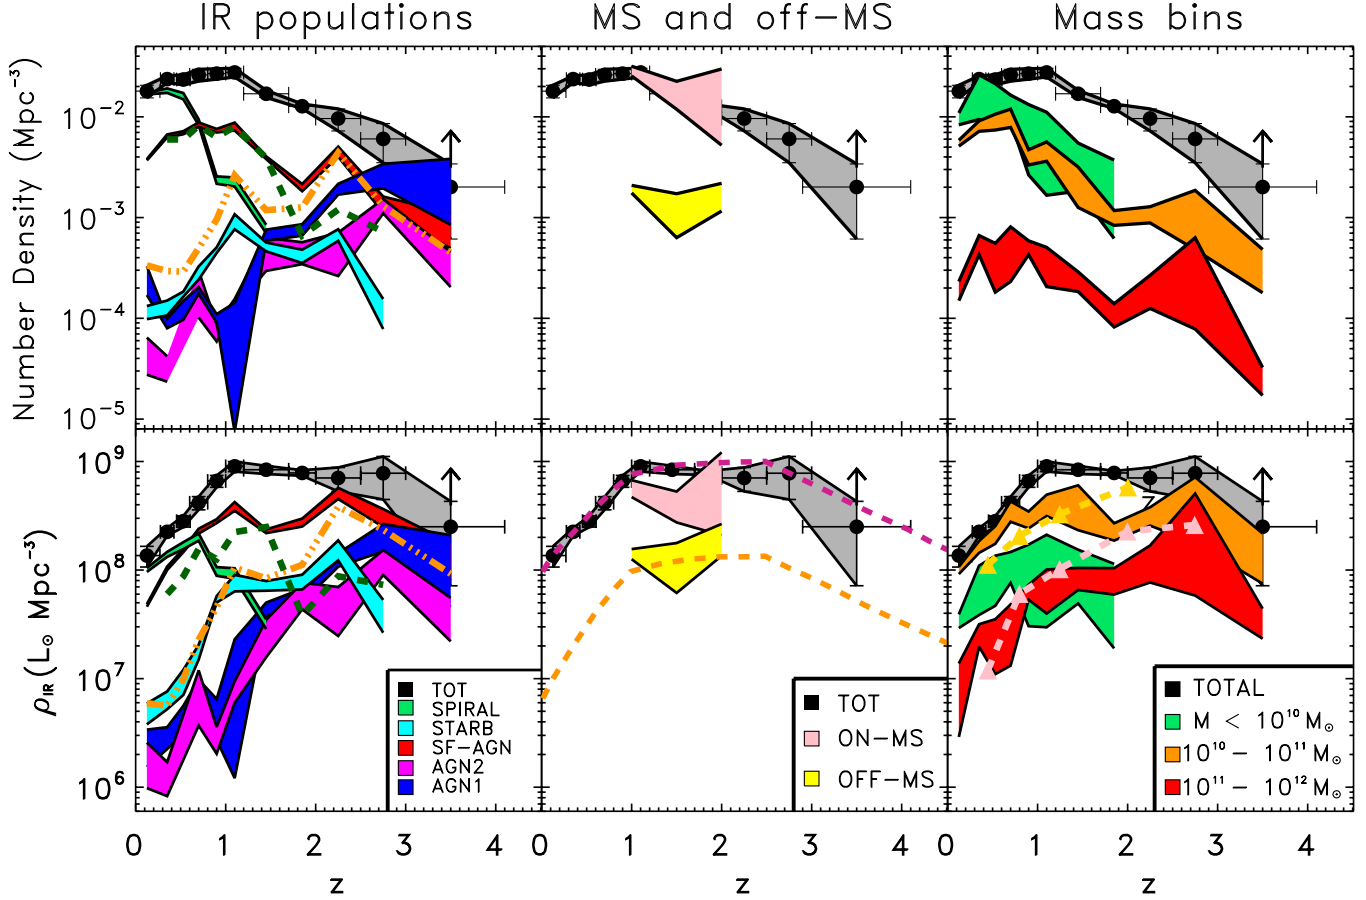 IR populations
MS and off-MS
Mass bins
Number Density (Mpc⁻³)
10⁻²
10⁻³
10⁻⁴
10⁻⁵
ρIR (L⊙ Mpc⁻³)
10⁹
10⁸
10⁷
10⁶
TOT
SPIRAL
STARB
SF-AGN
AGN2
AGN1
TOT
ON-MS
OFF-MS
TOTAL
M < 10¹⁰ M⊙
10¹⁰ - 10¹¹ M⊙
10¹¹ - 10¹² M⊙
0 1 2 3 4
0 1 2 3 4
0 1 2 3 4
z
z
z